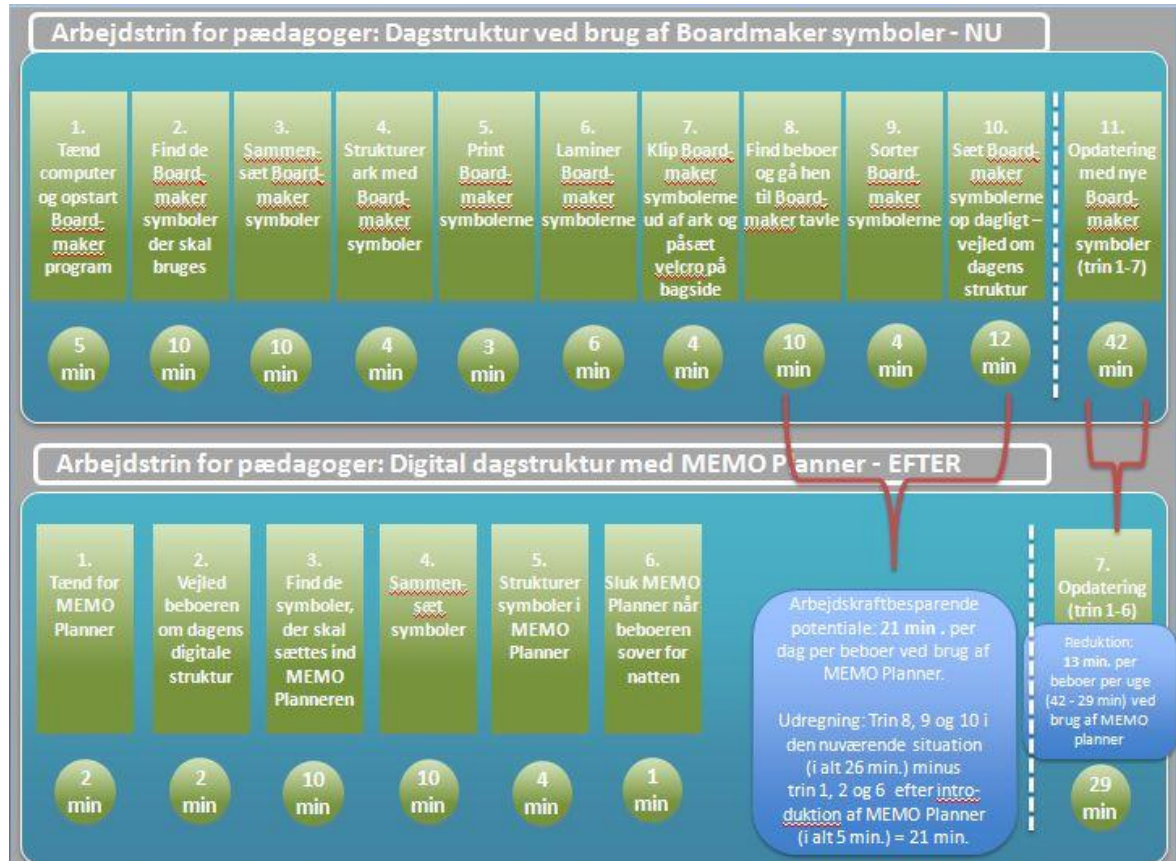 Arbejdstrin for pædagoger: Dagstruktur ved brug af Boardmaker symboler - NU
1.
Tænd
computer
og opstart
Board-
maker
program
2.
Find de
Board-
maker
symboler
der skal
bruges
3.
Sammen-
sæt Board-
maker
symboler
4.
Strukturer
ark med
Board-
maker
symboler
5.
Print
Board-
maker
symbolerne
6.
Laminer
Board-
maker
symbolerne
7.
Klip Board-
maker
symbolerne
ud af ark og
påsæt
velcro på
bagside
8.
Find beboer
og gå hen
til Board-
maker tavle
9.
Sorter
Board-
maker
symbolerne
10.
Sæt Board-
maker
symbolerne
op dagligt –
vejled om
dagens
struktur
11.
Opdatering
med nye
Board-
maker
symboler
(trin 1-7)
5
min
10
min
10
min
4
min
3
min
6
min
4
min
10
min
4
min
12
min
42
min
Arbejdstrin for pædagoger: Digital dagstruktur med MEMO Planner - EFTER
1.
Tænd for
MEMO
Planner
2.
Vejled
beboeren
om dagens
digitale
struktur
3.
Find de
symboler,
der skal
sættes ind
MEMO
Planneren
4.
Sammen-
sæt
symboler
5.
Strukturer
symboler i
MEMO
Planner
6.
Sluk MEMO
Planner når
beboeren
sover for
natten
Arbejdskraftbesparende
potentiale: 21 min . per
dag per beboer ved brug af
MEMO Planner.
Udregning: Trin 8, 9 og 10 i
den nuværende situation
(i alt 26 min.) minus
trin 1, 2 og 6 efter intro-
duktion af MEMO Planner
(i alt 5 min.) = 21 min.
7.
Opdatering
(trin 1-6)
Reduktion:
13 min. per
beboer per uge
(42 - 29 min) ved
brug af MEMO
planner
2
min
2
min
10
min
10
min
4
min
1
min
29
min